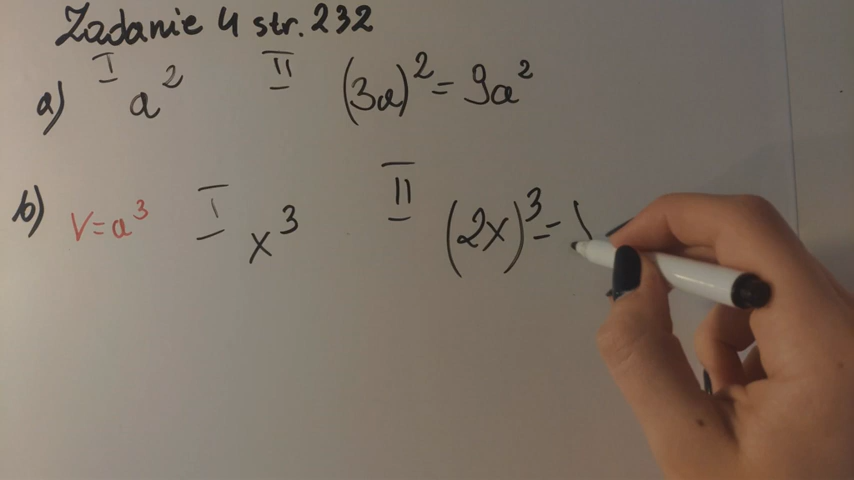 Zadanie 4 str. 232
a) I a² II (3a)² = 9a²
b) V=a³ I x³ II (2x)³ =